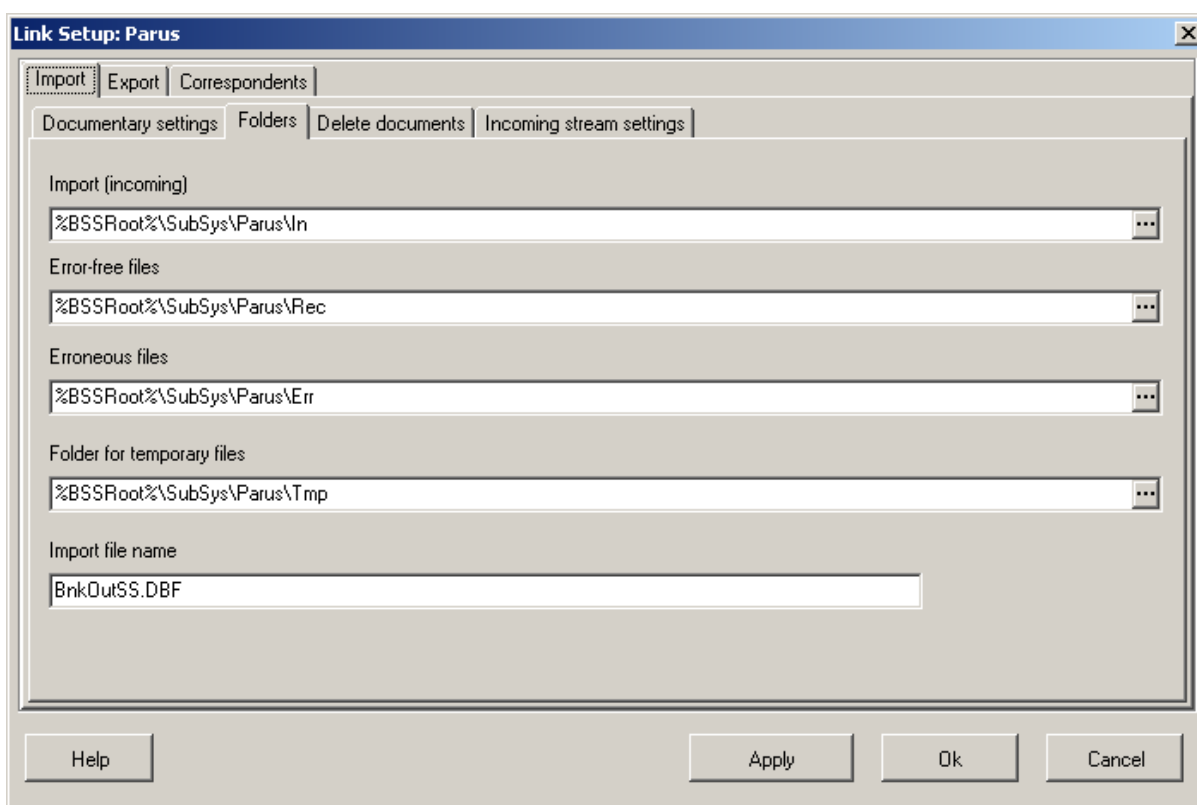 Link Setup: Parus
Import Export Correspondents
Documentary settings Folders Delete documents Incoming stream settings
Import (incoming)
%BSSRoot%\SubSys\Parus\In
Error-free files
%BSSRoot%\SubSys\Parus\Rec
Erroneous files
%BSSRoot%\SubSys\Parus\Err
Folder for temporary files
%BSSRoot%\SubSys\Parus\Tmp
Import file name
BnkOutSS.DBF
Help Apply Ok Cancel